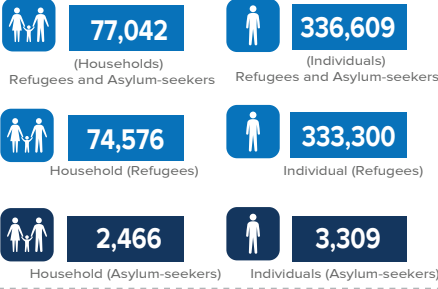 77,042
(Households)
Refugees and Asylum-seekers
336,609
(Individuals)
Refugees and Asylum-seekers
74,576
Household (Refugees)
333,300
Individual (Refugees)
2,466
Household (Asylum-seekers)
3,309
Individuals (Asylum-seekers)